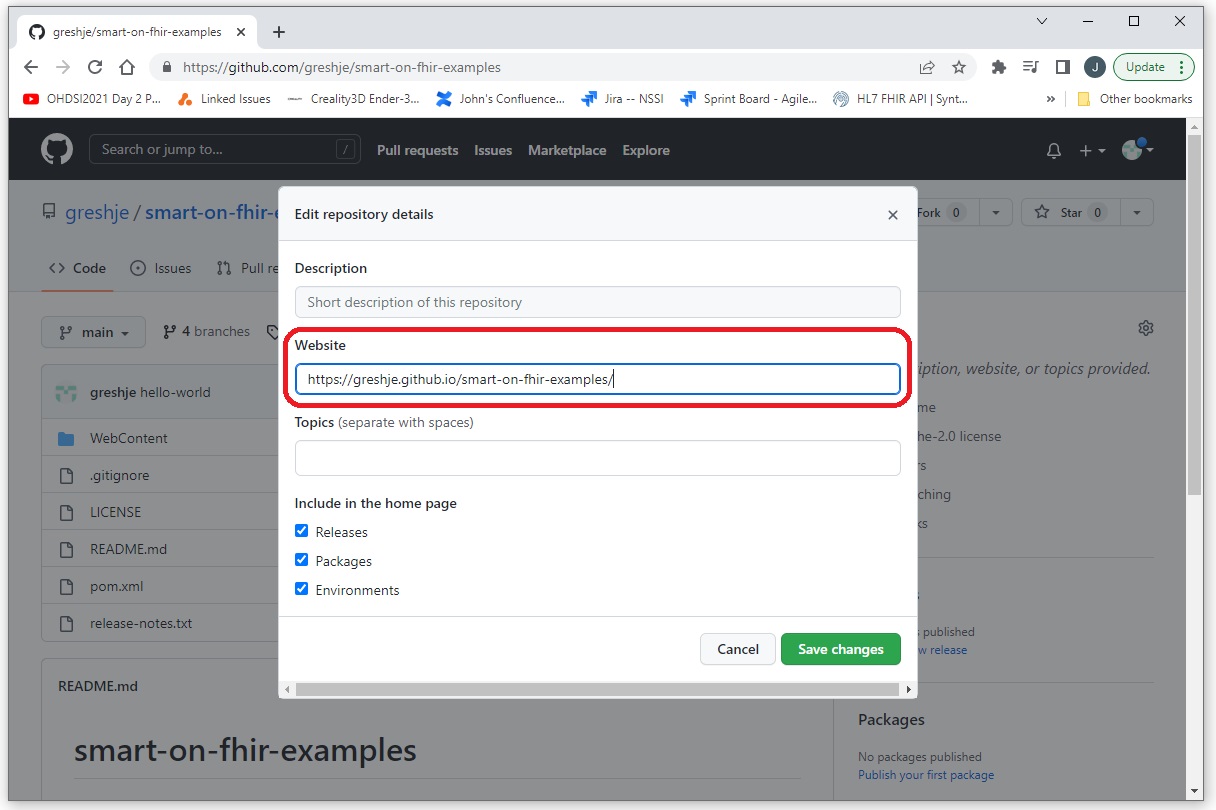 greshje/smart-on-fhir-examples
https://github.com/greshje/smart-on-fhir-examples
J
Update
OHDSI2021 Day 2 P...
Linked Issues
Creality3D Ender-3...
John's Confluence...
Jira -- NSSI
Sprint Board - Agile...
HL7 FHIR API | Synt...
»
Other bookmarks
Search or jump to...
/
Pull requests
Issues
Marketplace
Explore
greshje / smart-on-fhir-e
Fork 0
Star 0
Code
Issues
Pull re
main
4 branches
greshje hello-world
WebContent
.gitignore
LICENSE
README.md
pom.xml
release-notes.txt
README.md
smart-on-fhir-examples
Edit repository details
Description
Short description of this repository
Website
https://greshje.github.io/smart-on-fhir-examples/
Topics (separate with spaces)
Include in the home page
Releases
Packages
Environments
Cancel
Save changes
iption, website, or topics provided.
me
he-2.0 license
rs
ching
ks
s published
w release
Packages
No packages published
Publish your first package